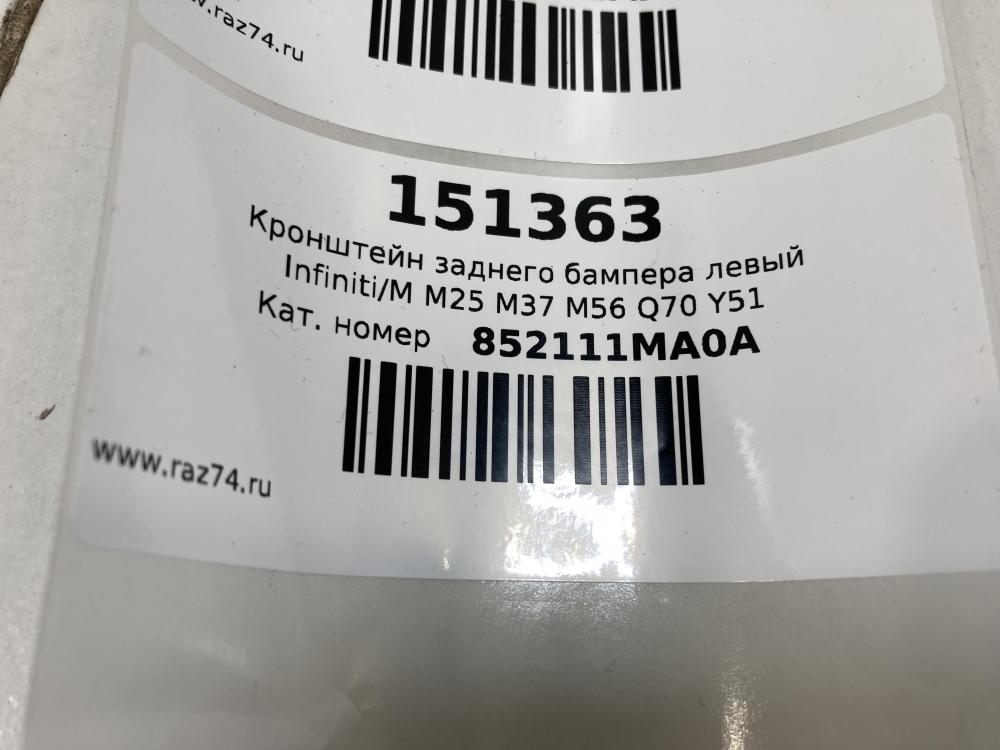 www.raz74.ru
151363
Кронштейн заднего бампера левый
Infiniti/M M25 M37 M56 Q70 Y51
Кат. номер 852111MA0A
www.raz74.ru